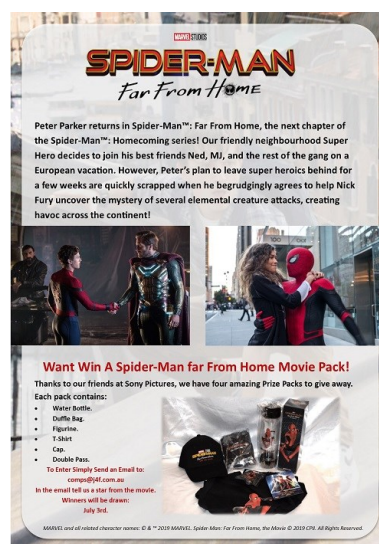 MARVEL STUDIOS
SPIDER-MAN
Far From Home
Peter Parker returns in Spider-Man™: Far From Home, the next chapter of
the Spider-Man™: Homecoming series! Our friendly neighbourhood Super
Hero decides to join his best friends Ned, MJ, and the rest of the gang on a
European vacation. However, Peter's plan to leave super heroics behind for
a few weeks are quickly scrapped when he begrudgingly agrees to help Nick
Fury uncover the mystery of several elemental creature attacks, creating
havoc across the continent!
Want Win A Spider-Man far From Home Movie Pack!
Thanks to our friends at Sony Pictures, we have four amazing Prize Packs to give away.
Each pack contains:
• Water Bottle.
• Duffle Bag.
• Figurine.
• T-Shirt
• Cap.
• Double Pass.
To Enter Simply Send an Email to:
comps@j4f.com.au
In the email tell us a star from the movie.
Winners will be drawn:
July 3rd.
MARVEL and all related character names: © & ™ 2019 MARVEL. Spider-Man: Far From Home, the Movie © 2019 CPII. All Rights Reserved.